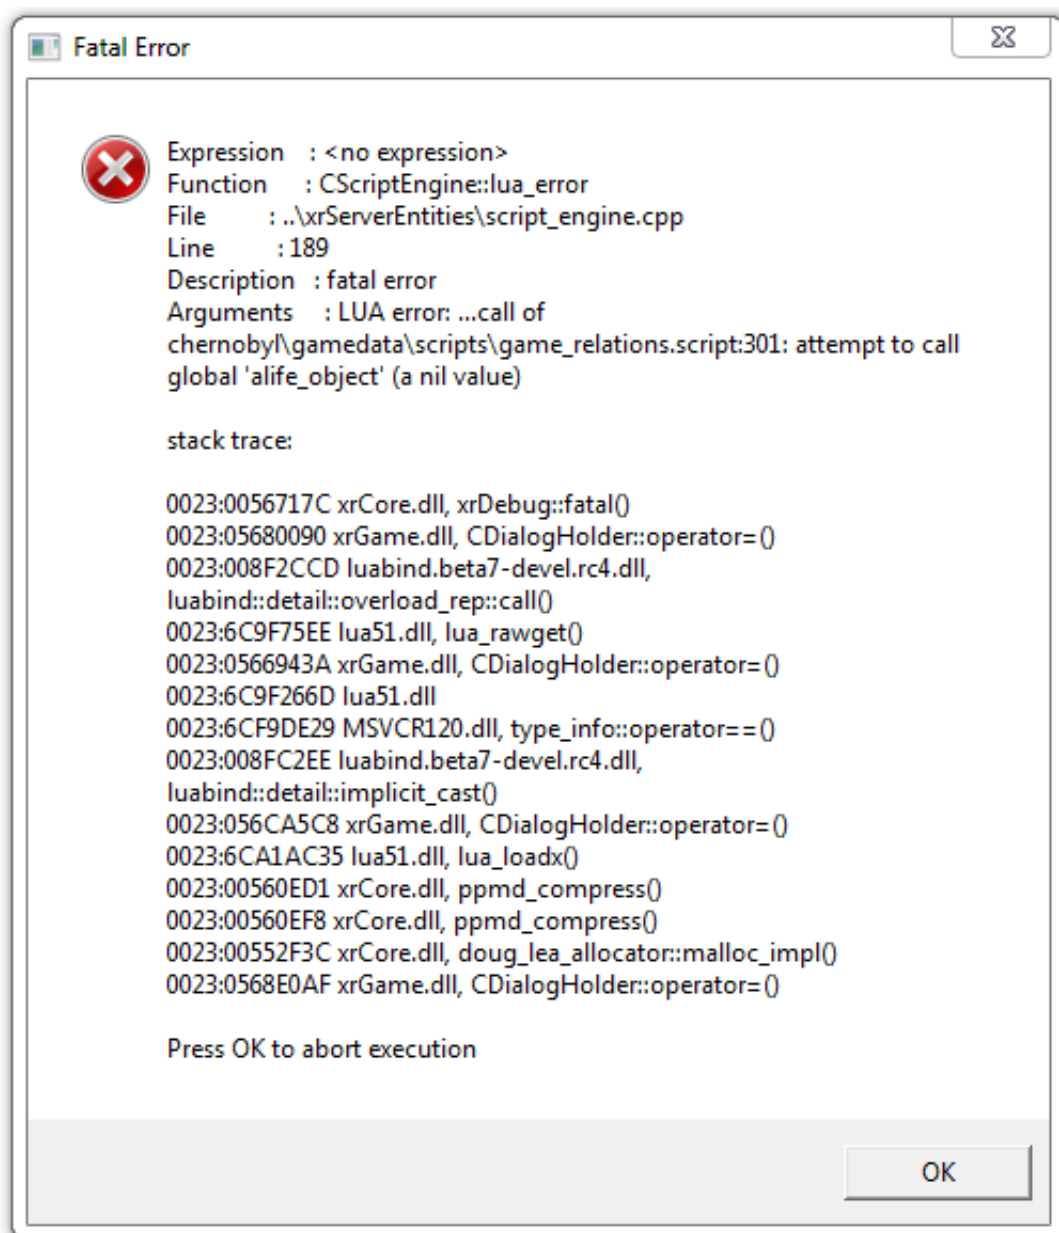 Fatal Error
Expression : <no expression>
Function : CScriptEngine::lua_error
File : ..\xrServerEntities\script_engine.cpp
Line : 189
Description : fatal error
Arguments : LUA error: ...call of
chernobyl\gamedata\scripts\game_relations.script:301: attempt to call
global 'alife_object' (a nil value)
stack trace:
0023:0056717C xrCore.dll, xrDebug::fatal()
0023:05680090 xrGame.dll, CDialogHolder::operator=()
0023:008F2CCD luabind.beta7-devel.rc4.dll,
luabind::detail::overload_rep::call()
0023:6C9F75EE lua51.dll, lua_rawget()
0023:0566943A xrGame.dll, CDialogHolder::operator=()
0023:6C9F266D lua51.dll
0023:6CF9DE29 MSVCR120.dll, type_info::operator==()
0023:008FC2EE luabind.beta7-devel.rc4.dll,
luabind::detail::implicit_cast()
0023:056CA5C8 xrGame.dll, CDialogHolder::operator=()
0023:6CA1AC35 lua51.dll, lua_loadx()
0023:00560ED1 xrCore.dll, ppmd_compress()
0023:00560EF8 xrCore.dll, ppmd_compress()
0023:00552F3C xrCore.dll, doug_lea_allocator::malloc_impl()
0023:0568E0AF xrGame.dll, CDialogHolder::operator=()
Press OK to abort execution
OK